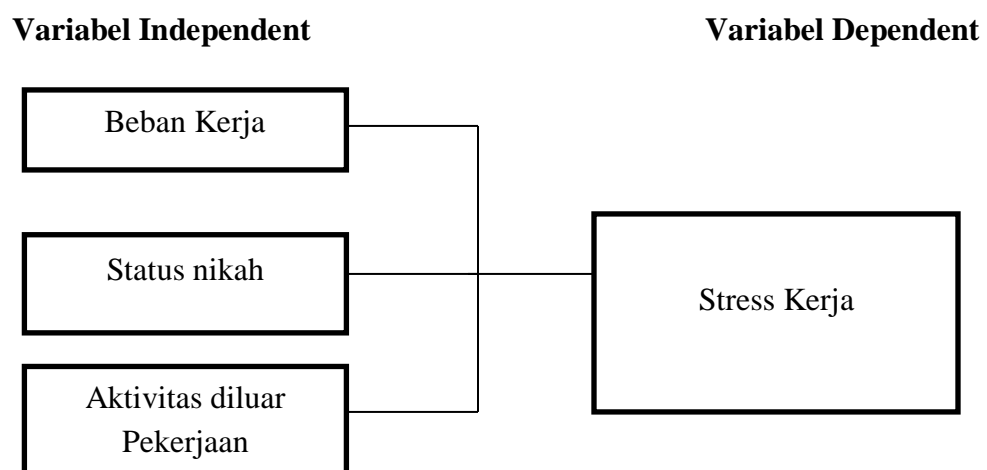 Variabel Independent
Variabel Dependent
Beban Kerja
Status nikah
Stress Kerja
Aktivitas diluar
Pekerjaan